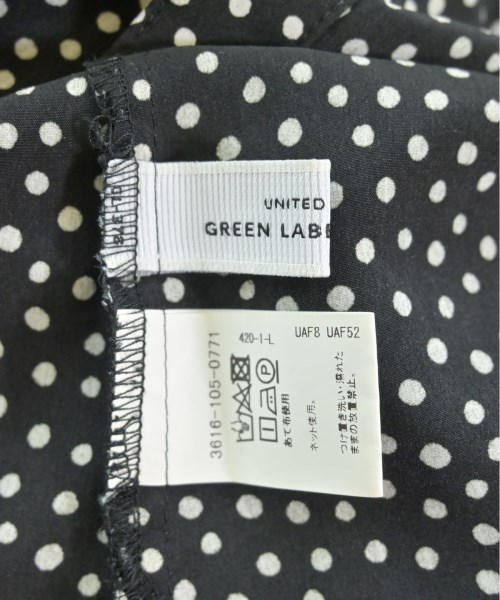 UNITED
GREEN LABE
UAF8 UAF52
420-1-L
3616-105-0771
あて布使用
ネット使用。
つけ置き洗い・濡れた
ままの放置禁止。